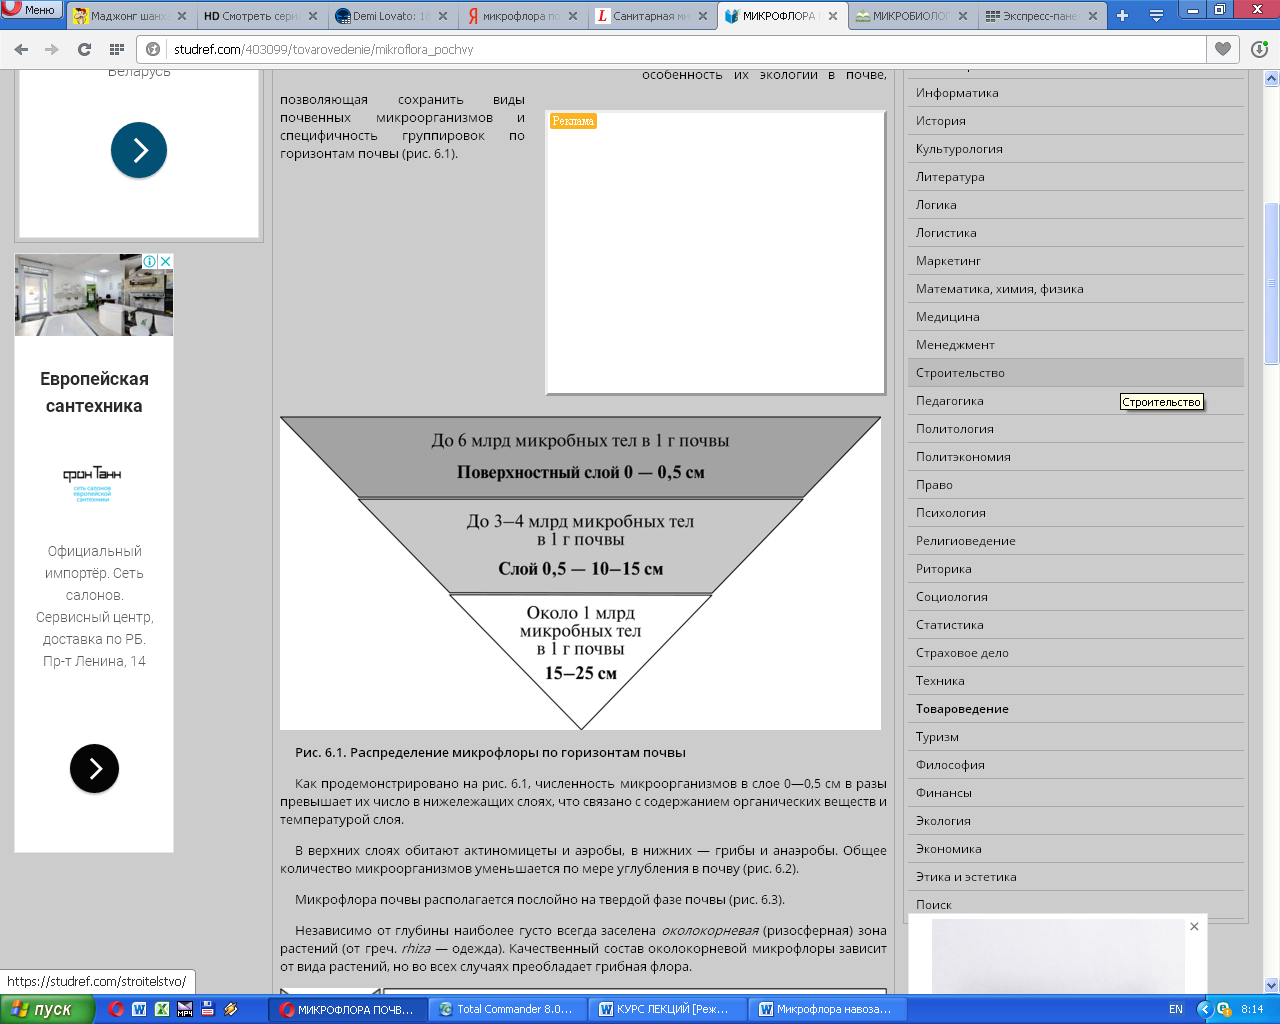 Меню
Маджонг шанх
HD Смотреть сери
Demi Lovato: 18
микрофлора по
Санитарная ми
МИКРОФЛОРА
МИКРОБИОЛОГ
Экспресс-пане
studref.com/403099/tovarovedenie/mikroflora_pochvy
Беларусь
Европейская
сантехника
фрон Танн
сеть салонов
европейской
сантехники
Официальный
импортёр. Сеть
салонов.
Сервисный центр,
доставка по РБ.
Пр-т Ленина, 14
особенность их экологии в почве,
позволяющая сохранить виды
почвенных микроорганизмов и
специфичность группировок по
горизонтам почвы (рис. 6.1).
Реклама
До 6 млрд микробных тел в 1 г почвы
Поверхностный слой 0 — 0,5 см
До 3—4 млрд микробных тел
в 1 г почвы
Слой 0,5 — 10—15 см
Около 1 млрд
микробных тел
в 1 г почвы
15—25 см
Рис. 6.1. Распределение микрофлоры по горизонтам почвы
Как продемонстрировано на рис. 6.1, численность микроорганизмов в слое 0—0,5 см в разы
превышает их число в нижележащих слоях, что связано с содержанием органических веществ и
температурой слоя.
В верхних слоях обитают актиномицеты и аэробы, в нижних — грибы и анаэробы. Общее
количество микроорганизмов уменьшается по мере углубления в почву (рис. 6.2).
Микрофлора почвы располагается послойно на твердой фазе почвы (рис. 6.3).
Независимо от глубины наиболее густо всегда заселена околокорневая (ризосферная) зона
растений (от греч. rhiza — одежда). Качественный состав околокорневой микрофлоры зависит
от вида растений, но во всех случаях преобладает грибная флора.
Информатика
История
Культурология
Литература
Логика
Логистика
Маркетинг
Математика, химия, физика
Медицина
Менеджмент
Строительство
Педагогика
Строительство
Политология
Политэкономия
Право
Психология
Религиоведение
Риторика
Социология
Статистика
Страховое дело
Техника
Товароведение
Туризм
Философия
Финансы
Экология
Экономика
Этика и эстетика
Поиск
https://studref.com/stroitelstvo/
пуск
МИКРОФЛОРА ПОЧВ...
Total Commander 8.0...
КУРС ЛЕКЦИЙ [Реж...
Микрофлора навоза...
EN
8:14